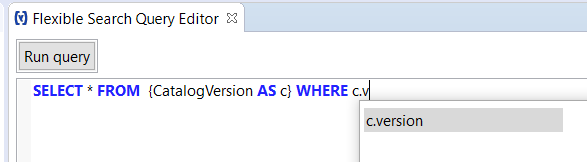 Flexible Search Query Editor
Run query
SELECT * FROM {CatalogVersion AS c} WHERE c.v
c.version